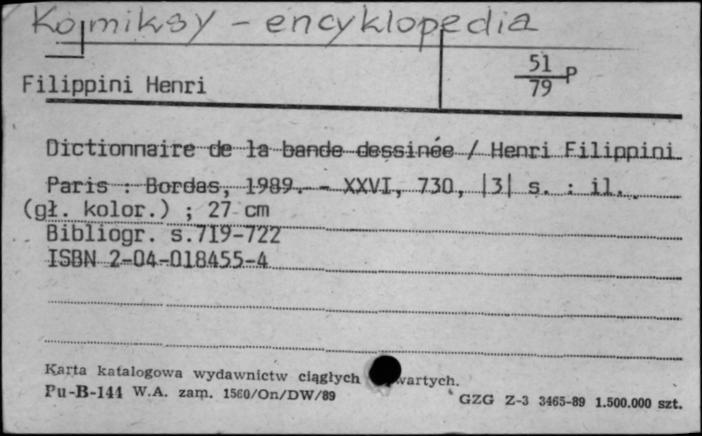 Komiksy - encyklopedia
51
79 P
Filippini Henri
Dictionnaire de la bande dessinée / Henri Filippini
Paris : Bordas, 1989. - XXVI, 730, |3| s. : il.
(gł. kolor.) ; 27 cm
Bibliogr. s.719-722
ISBN 2-04-018455-4
Karta katalogowa wydawnictw ciągłych wartych.
Pu-B-144 W.A. zam. 1560/On/DW/89
GZG Z-3 3465-89 1.500.000 szt.